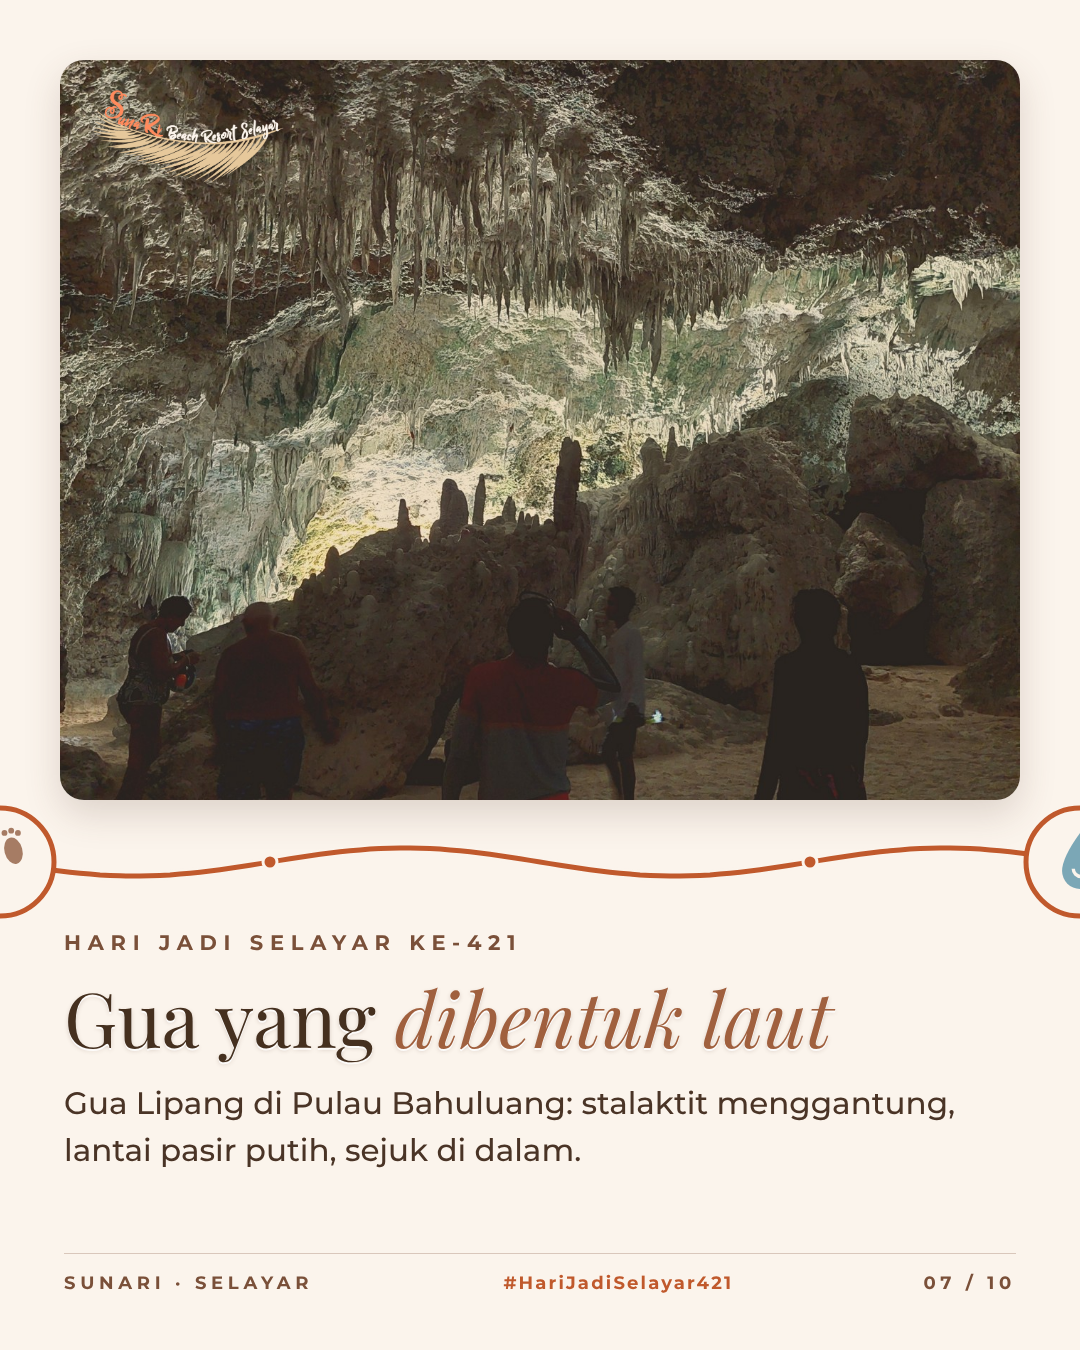 SunaRi Beach Resort Selayar
HARI JADI SELAYAR KE-421
Gua yang dibentuk laut
Gua Lipang di Pulau Bahuluang: stalaktit menggantung,
lantai pasir putih, sejuk di dalam.
SUNARI · SELAYAR
#HariJadiSelayar421
07 / 10